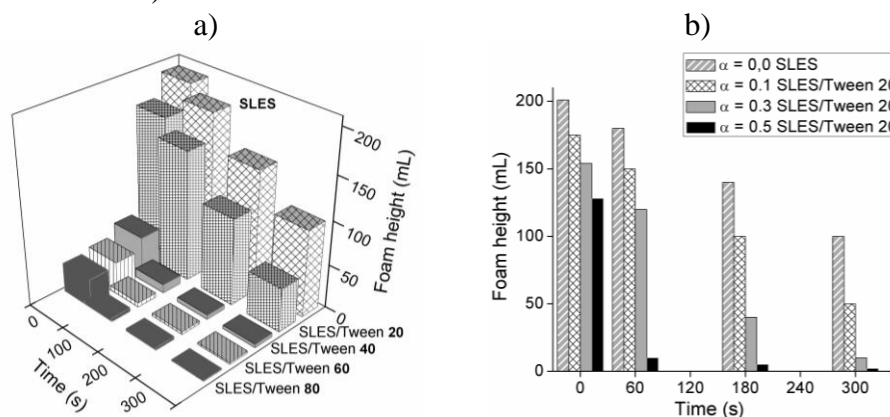 a)
SLES
200
150
100
50
0
Foam height (mL)
0
100
200
300
Time (s)
SLES/Tween 20
SLES/Tween 40
SLES/Tween 60
SLES/Tween 80
b)
α = 0,0 SLES
α = 0.1 SLES/Tween 20
α = 0.3 SLES/Tween 20
α = 0.5 SLES/Tween 20
200
150
100
50
0
Foam height (mL)
0 60 120 180 240 300
Time (s)